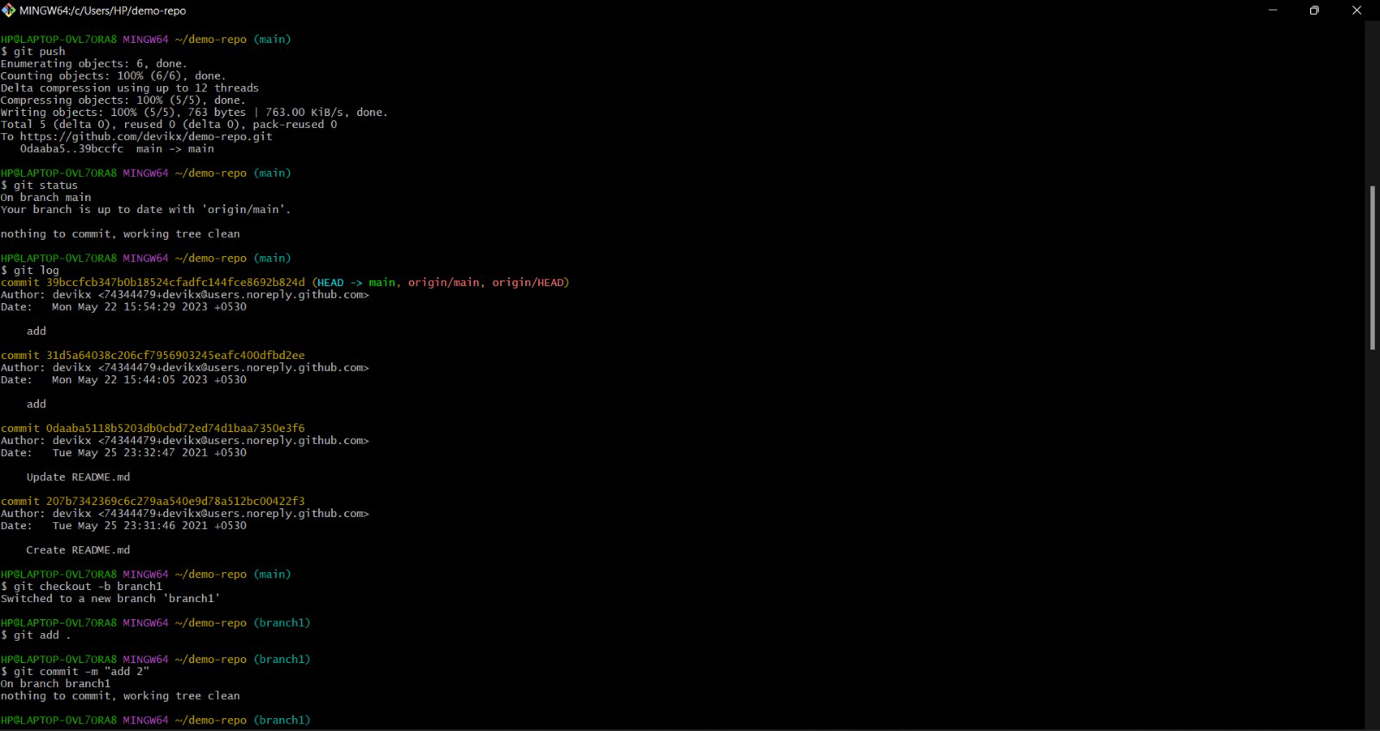 MINGW64:/c/Users/HP/demo-repo
HP@LAPTOP-OVL7ORA8 MINGW64 ~/demo-repo (main)
$ git push
Enumerating objects: 6, done.
Counting objects: 100% (6/6), done.
Delta compression using up to 12 threads
Compressing objects: 100% (5/5), done.
Writing objects: 100% (5/5), 763 bytes | 763.00 KiB/s, done.
Total 5 (delta 0), reused 0 (delta 0), pack-reused 0
To https://github.com/devikx/demo-repo.git
   0daaba5..39bccfc  main -> main
HP@LAPTOP-OVL7ORA8 MINGW64 ~/demo-repo (main)
$ git status
On branch main
Your branch is up to date with 'origin/main'.
nothing to commit, working tree clean
HP@LAPTOP-OVL7ORA8 MINGW64 ~/demo-repo (main)
$ git log
commit 39bccfcb347b0b18524cfadfc144fce8692b824d (HEAD -> main, origin/main, origin/HEAD)
Author: devikx <74344479+devikx@users.noreply.github.com>
Date:   Mon May 22 15:54:29 2023 +0530
    add
commit 31d5a64038c206cf7956903245eafc400dfbd2ee
Author: devikx <74344479+devikx@users.noreply.github.com>
Date:   Mon May 22 15:44:05 2023 +0530
    add
commit 0daaba5118b5203db0cbd72ed74d1baa7350e3f6
Author: devikx <74344479+devikx@users.noreply.github.com>
Date:   Tue May 25 23:32:47 2021 +0530
    Update README.md
commit 207b7342369c6c279aa540e9d78a512bc00422f3
Author: devikx <74344479+devikx@users.noreply.github.com>
Date:   Tue May 25 23:31:46 2021 +0530
    Create README.md
HP@LAPTOP-OVL7ORA8 MINGW64 ~/demo-repo (main)
$ git checkout -b branch1
Switched to a new branch 'branch1'
HP@LAPTOP-OVL7ORA8 MINGW64 ~/demo-repo (branch1)
$ git add .
HP@LAPTOP-OVL7ORA8 MINGW64 ~/demo-repo (branch1)
$ git commit -m "add 2"
On branch branch1
nothing to commit, working tree clean
HP@LAPTOP-OVL7ORA8 MINGW64 ~/demo-repo (branch1)